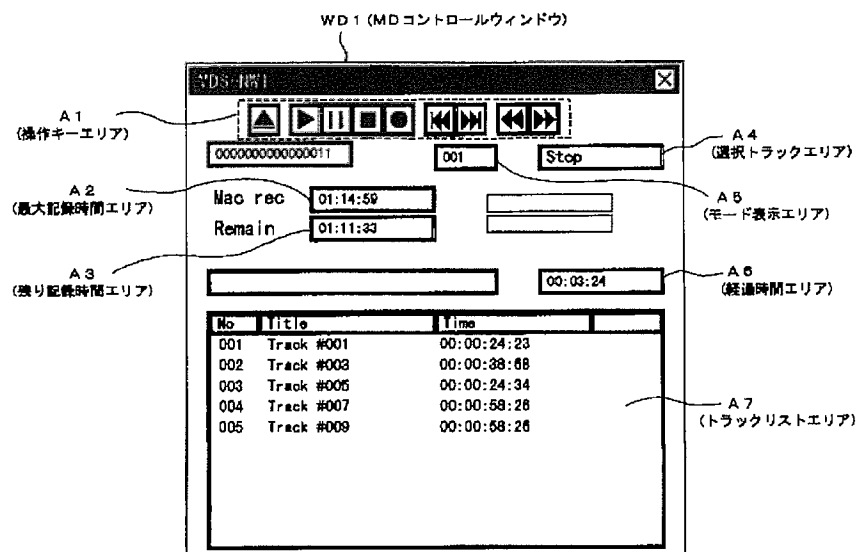 WD1(MDコントロールウィンドウ)
A1
(操作キーエリア)
A4
(選択トラックエリア)
0000000000000011
001
Stop
A2
(最大記録時間エリア)
Mac rec
01:14:59
A5
(モード表示エリア)
Remain
01:11:33
A3
(残り記録時間エリア)
00:03:24
A6
(経過時間エリア)
No Title Time
001 Track #001 00:00:24:23
002 Track #003 00:00:38:68
003 Track #005 00:00:24:34
004 Track #007 00:00:58:26
005 Track #009 00:00:58:26
A7
(トラックリストエリア)